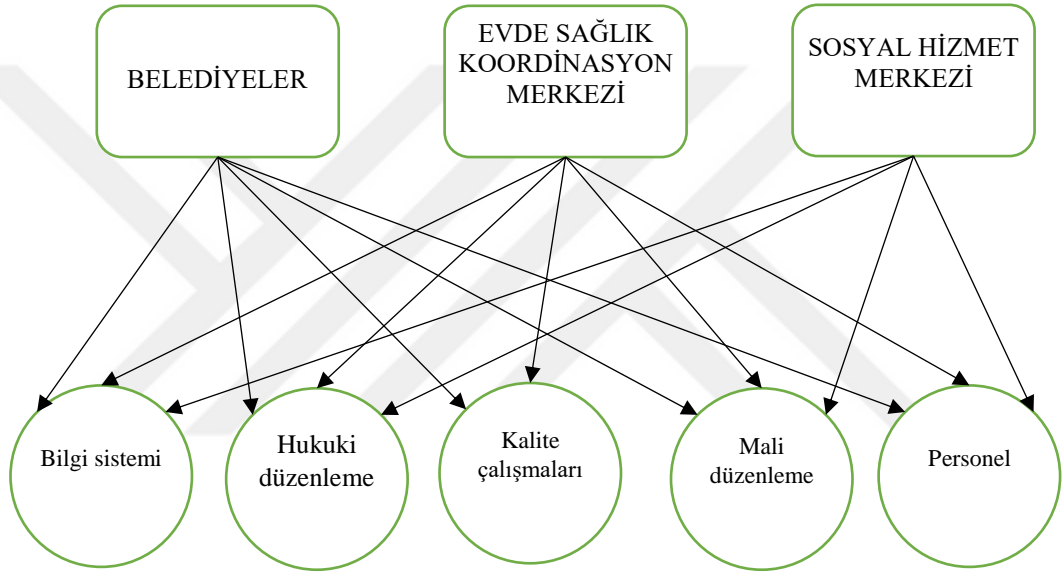 BELEDİYELER
EVDE SAĞLIK
KOORDİNASYON
MERKEZİ
SOSYAL HİZMET
MERKEZİ
Bilgi sistemi
Hukuki
düzenleme
Kalite
çalışmaları
Mali
düzenleme
Personel